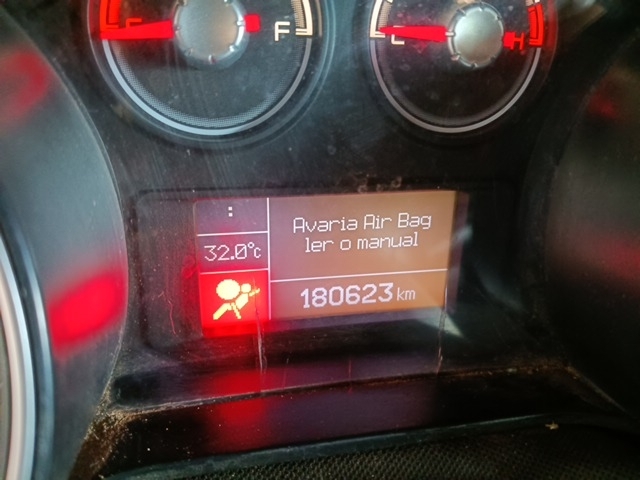 E F
C H
:
32.0°c
Avaria Air Bag
ler o manual
180623 km